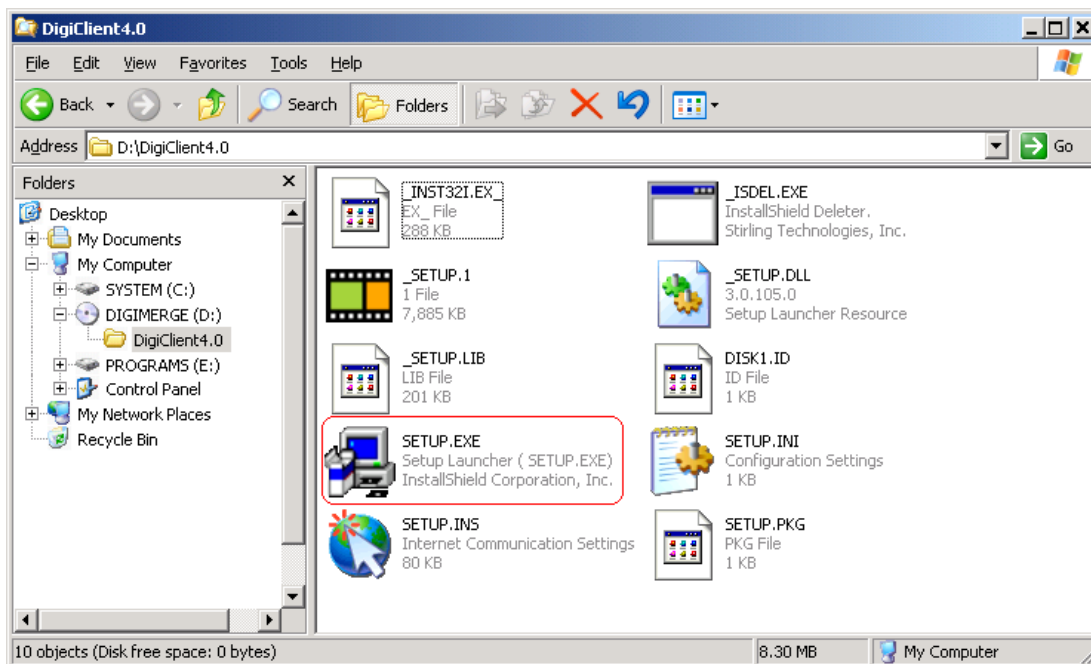 DigiClient4.0
File Edit View Favorites Tools Help
Back Search Folders
Address D:\DigiClient4.0 Go
Folders
Desktop
My Documents
My Computer
SYSTEM (C:)
DIGIMERGE (D:)
DigiClient4.0
PROGRAMS (E:)
Control Panel
My Network Places
Recycle Bin
_INST32I.EX_
EX_ File
288 KB
_ISDEL.EXE
InstallShield Deleter.
Stirling Technologies, Inc.
_SETUP.1
1 File
7,885 KB
_SETUP.DLL
3.0.105.0
Setup Launcher Resource
_SETUP.LIB
LIB File
201 KB
DISK1.ID
ID File
1 KB
SETUP.EXE
Setup Launcher ( SETUP.EXE)
InstallShield Corporation, Inc.
SETUP.INI
Configuration Settings
1 KB
SETUP.INS
Internet Communication Settings
80 KB
SETUP.PKG
PKG File
1 KB
10 objects (Disk free space: 0 bytes) 8.30 MB My Computer